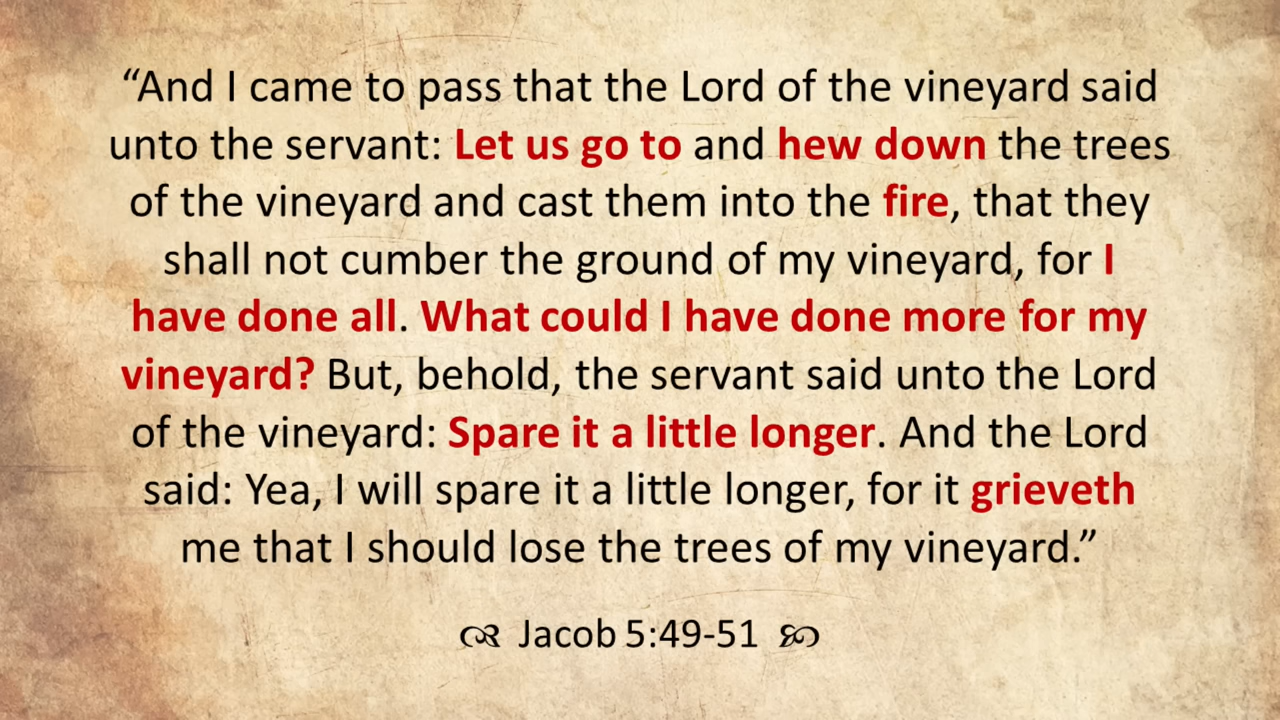 “And I came to pass that the Lord of the vineyard said
unto the servant: Let us go to and hew down the trees
of the vineyard and cast them into the fire, that they
shall not cumber the ground of my vineyard, for I
have done all. What could I have done more for my
vineyard? But, behold, the servant said unto the Lord
of the vineyard: Spare it a little longer. And the Lord
said: Yea, I will spare it a little longer, for it grieveth
me that I should lose the trees of my vineyard.”
Jacob 5:49-51